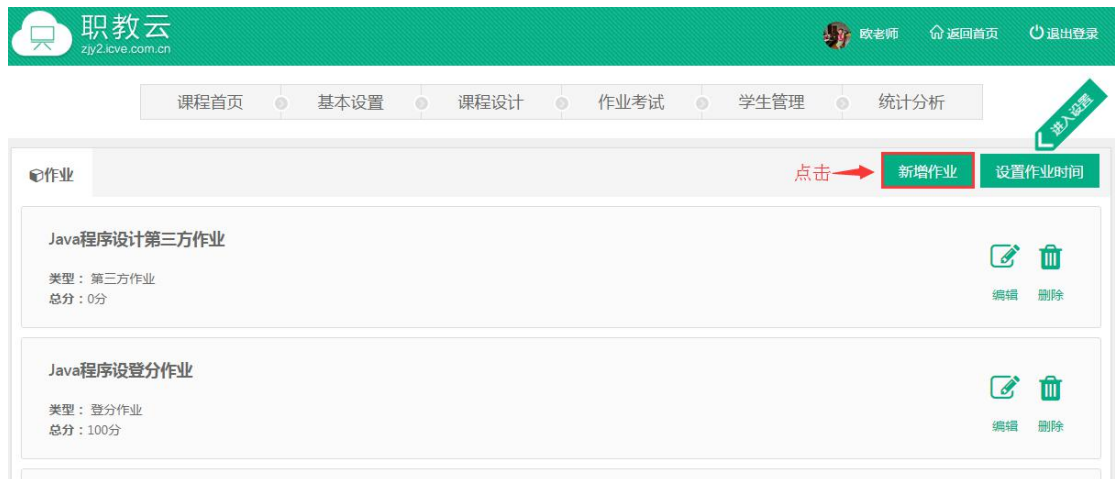 职教云
zjy2.icve.com.cn
欧老师 返回首页 退出登录
课程首页 基本设置 课程设计 作业考试 学生管理 统计分析
进入设置
作业 点击 新增作业 设置作业时间
Java程序设计第三方作业
类型：第三方作业
总分：0分
编辑 删除
Java程序设登分作业
类型：登分作业
总分：100分
编辑 删除